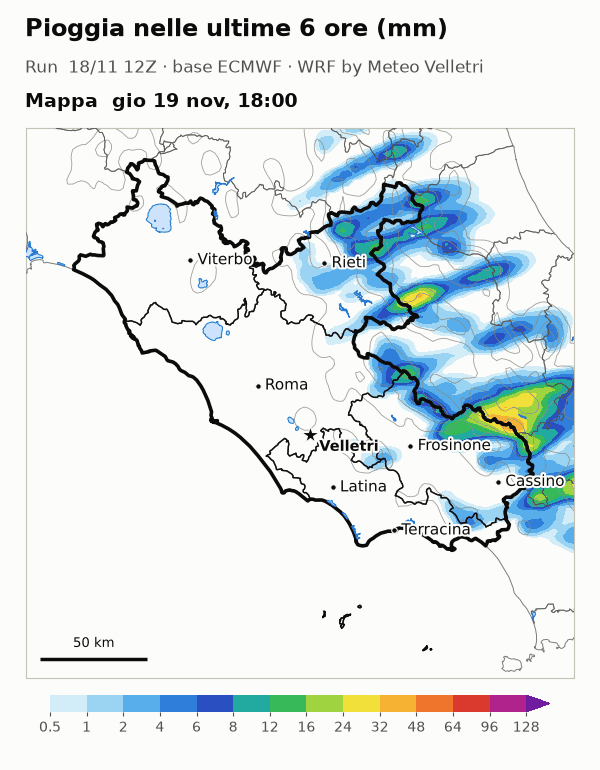 Pioggia nelle ultime 6 ore (mm)
Run 18/11 12Z · base ECMWF · WRF by Meteo Velletri
Mappa gio 19 nov, 18:00
Viterbo
Rieti
Roma
Velletri
Frosinone
Latina
Cassino
Terracina
50 km
0.5 1 2 4 6 8 12 16 24 32 48 64 96 128